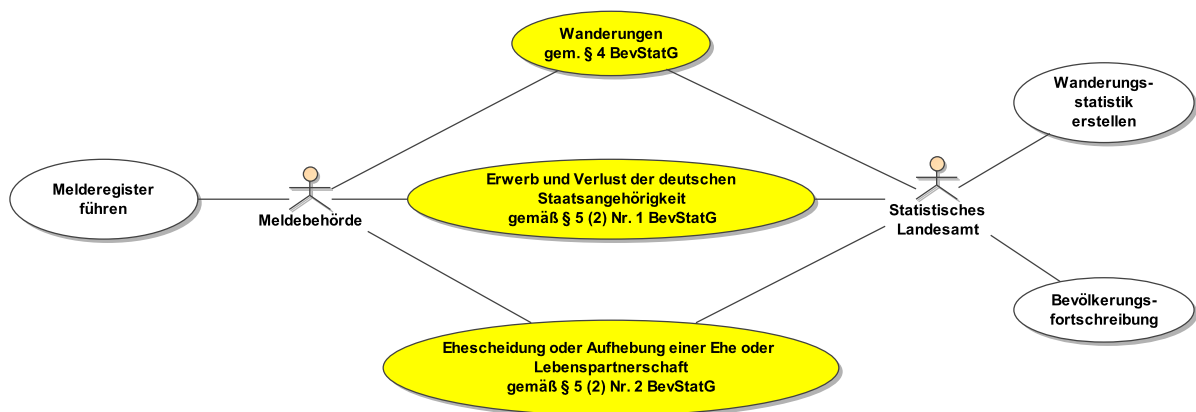 Wanderungen
gem. § 4 BevStatG
Wanderungs-
statistik
erstellen
Melderegister
führen
Meldebehörde
Erwerb und Verlust der deutschen
Staatsangehörigkeit
gemäß § 5 (2) Nr. 1 BevStatG
Statistisches
Landesamt
Bevölkerungs-
fortschreibung
Ehescheidung oder Aufhebung einer Ehe oder
Lebenspartnerschaft
gemäß § 5 (2) Nr. 2 BevStatG